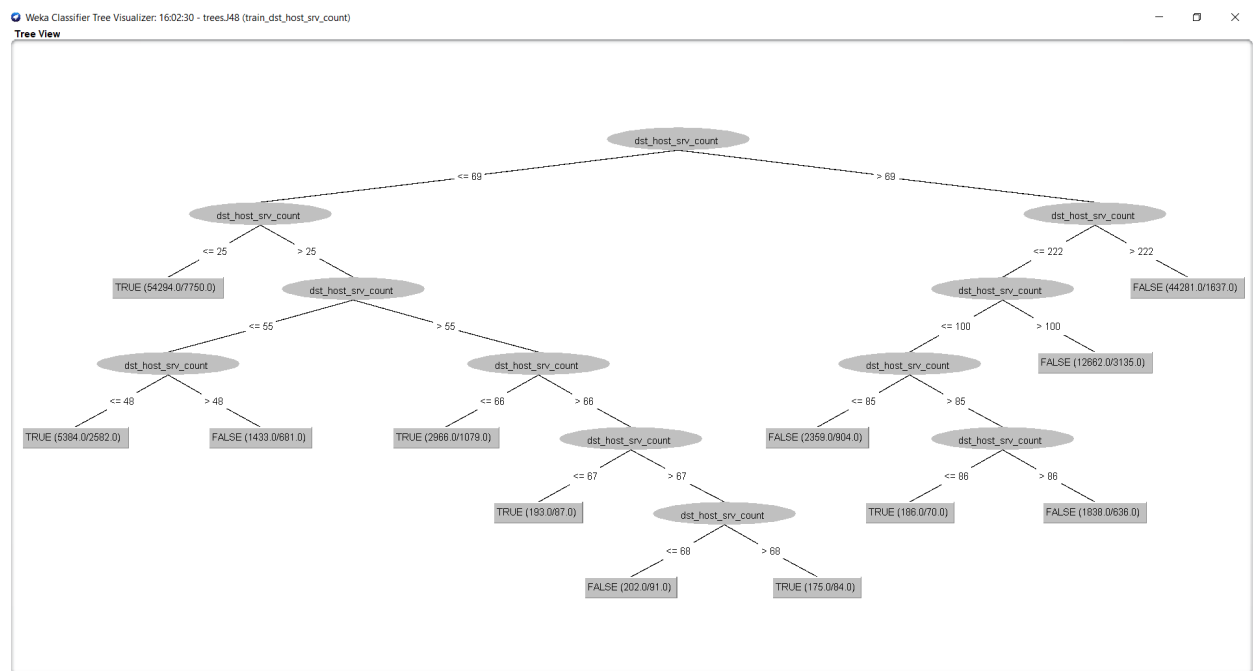 Weka Classifier Tree Visualizer: 16:02:30 - trees.J48 (train_dst_host_srv_count)
Tree View
dst_host_srv_count
<= 69
> 69
dst_host_srv_count
dst_host_srv_count
<= 25
> 25
<= 222
> 222
TRUE (54294.0/7750.0)
dst_host_srv_count
dst_host_srv_count
FALSE (44281.0/1637.0)
<= 55
> 55
<= 100
> 100
dst_host_srv_count
dst_host_srv_count
dst_host_srv_count
FALSE (12662.0/3135.0)
<= 48
> 48
<= 66
> 66
<= 85
> 85
TRUE (5384.0/2582.0)
FALSE (1433.0/681.0)
TRUE (2966.0/1079.0)
dst_host_srv_count
FALSE (2359.0/904.0)
dst_host_srv_count
<= 67
> 67
<= 86
> 86
TRUE (193.0/87.0)
dst_host_srv_count
TRUE (186.0/70.0)
FALSE (1838.0/636.0)
<= 68
> 68
FALSE (202.0/91.0)
TRUE (175.0/84.0)